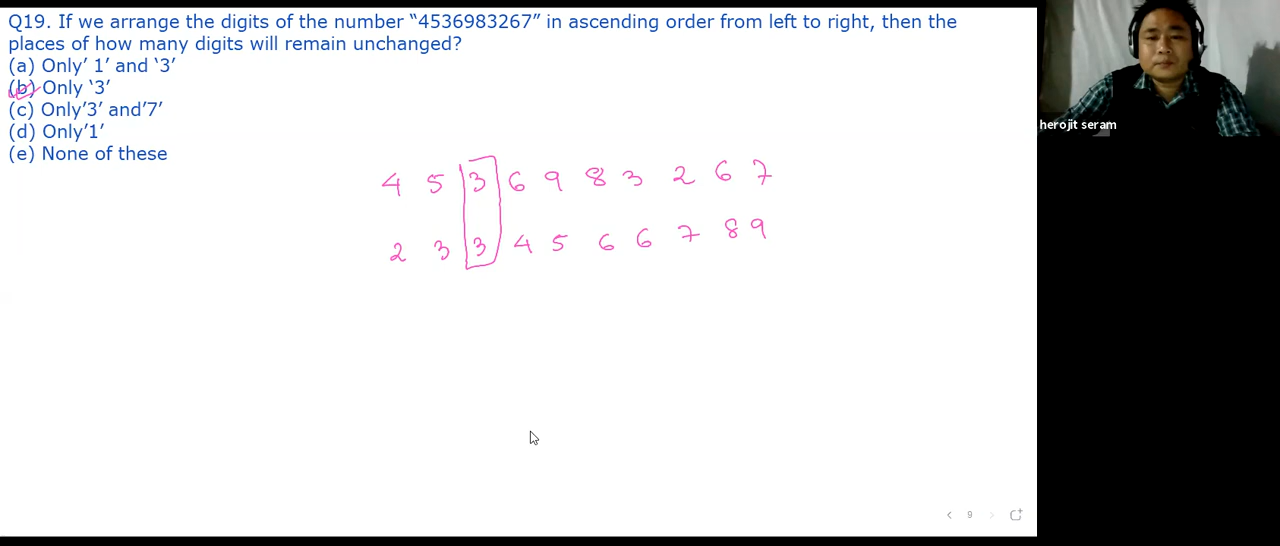 Q19. If we arrange the digits of the number “4536983267” in ascending order from left to right, then the
places of how many digits will remain unchanged?
(a) Only’ 1’ and ‘3’
(b) Only ‘3’
(c) Only’3’ and’7’
(d) Only’1’
(e) None of these
4 5 3 6 9 8 3 2 6 7
2 3 3 4 5 6 6 7 8 9
herojit seram
9